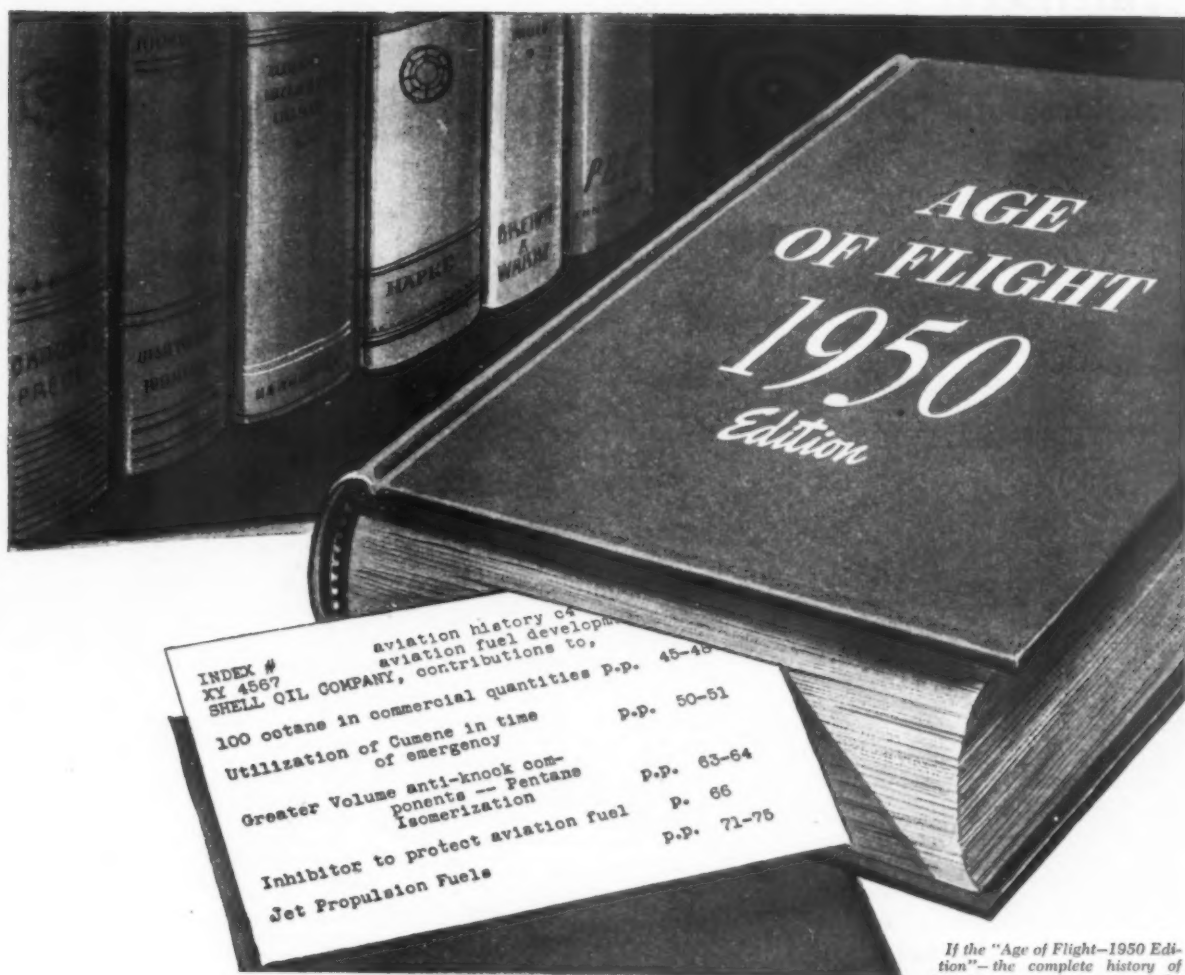 HAPKE
AGE
OF FLIGHT
1950
Edition
INDEX # aviation history c4
XY 4567 aviation fuel developm
SHELL OIL COMPANY, contributions to,
100 octane in commercial quantities p.p. 45-48
Utilization of Cumene in time p.p. 50-51
of emergency
Greater Volume anti-knock com-
ponents -- Pentane p.p. 63-64
Isomerization
Inhibitor to protect aviation fuel p. 66
Jet Propulsion Fuels p.p. 71-75
If the "Age of Flight—1950 Edi-
tion"—the complete history of